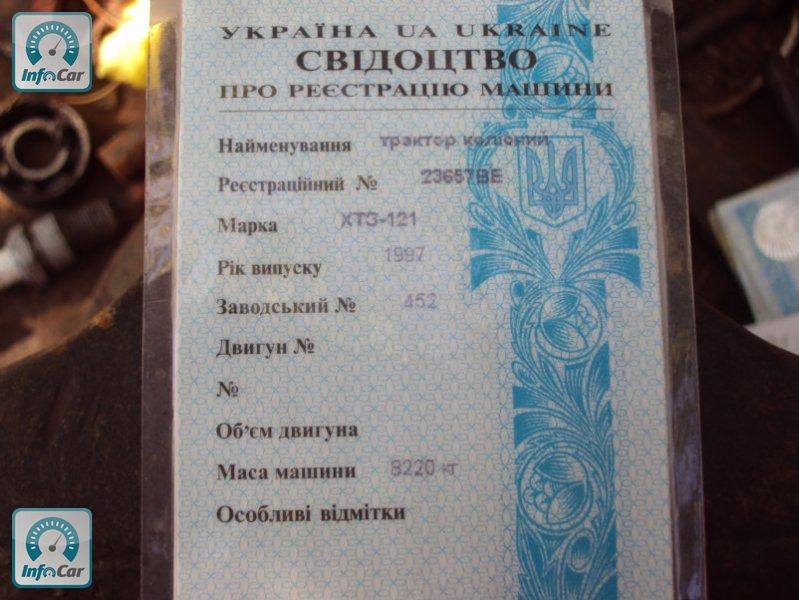 УКРАЇНА UA UKRAINE
СВІДОЦТВО
ПРО РЕЄСТРАЦІЮ МАШИНИ
Найменування трактор колісний
Реєстраційний № 23657ВЕ
Марка ХТЗ-121
Рік випуску 1997
Заводський № 452
Двигун №
№
Об'єм двигуна
Маса машини 8220 кг
Особливі відмітки
InfoCar
InfoCar